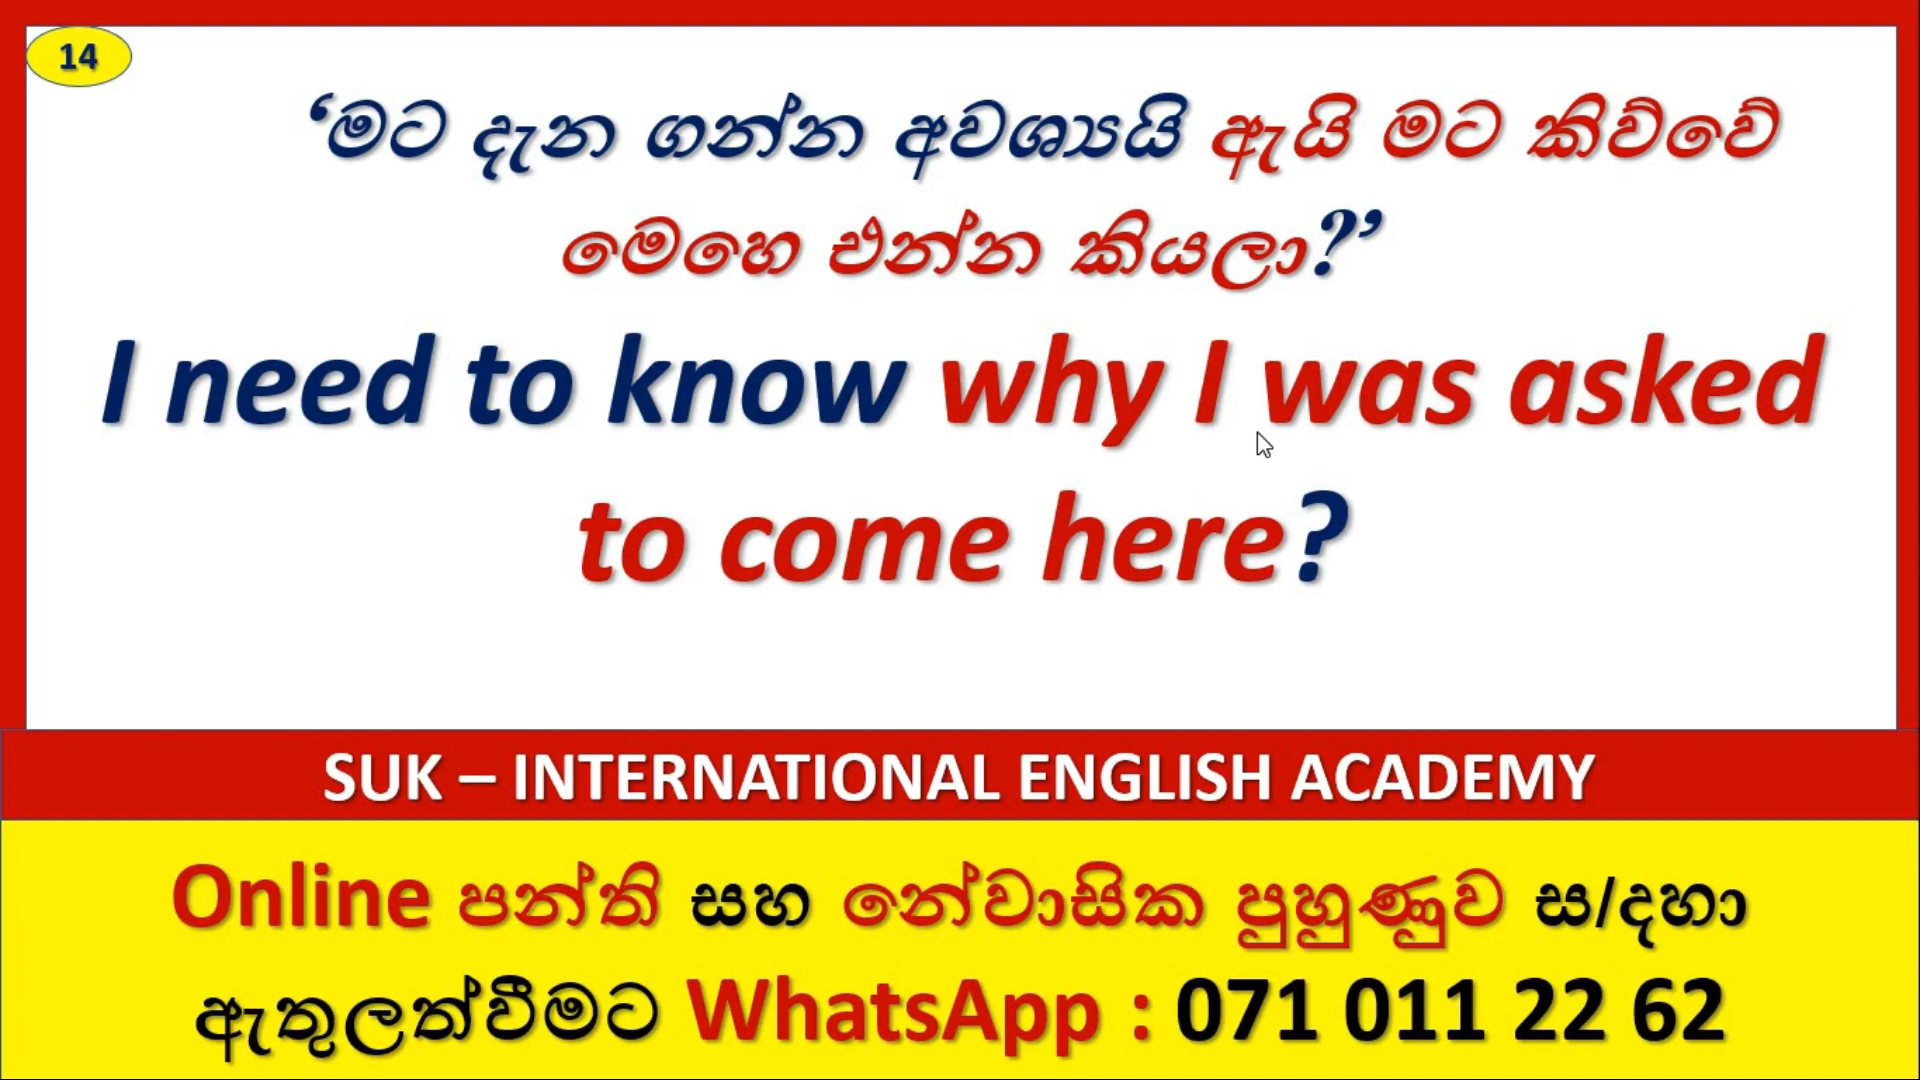 14
‘මට දැන ගන්න අවශ්‍යයි ඇයි මට කිව්වේ
මෙහෙ එන්න කියලා?’
I need to know why I was asked
to come here?
SUK – INTERNATIONAL ENGLISH ACADEMY
Online පන්ති සහ නේවාසික පුහුණුව ස/දහා
ඇතුලත්වීමට WhatsApp : 071 011 22 62